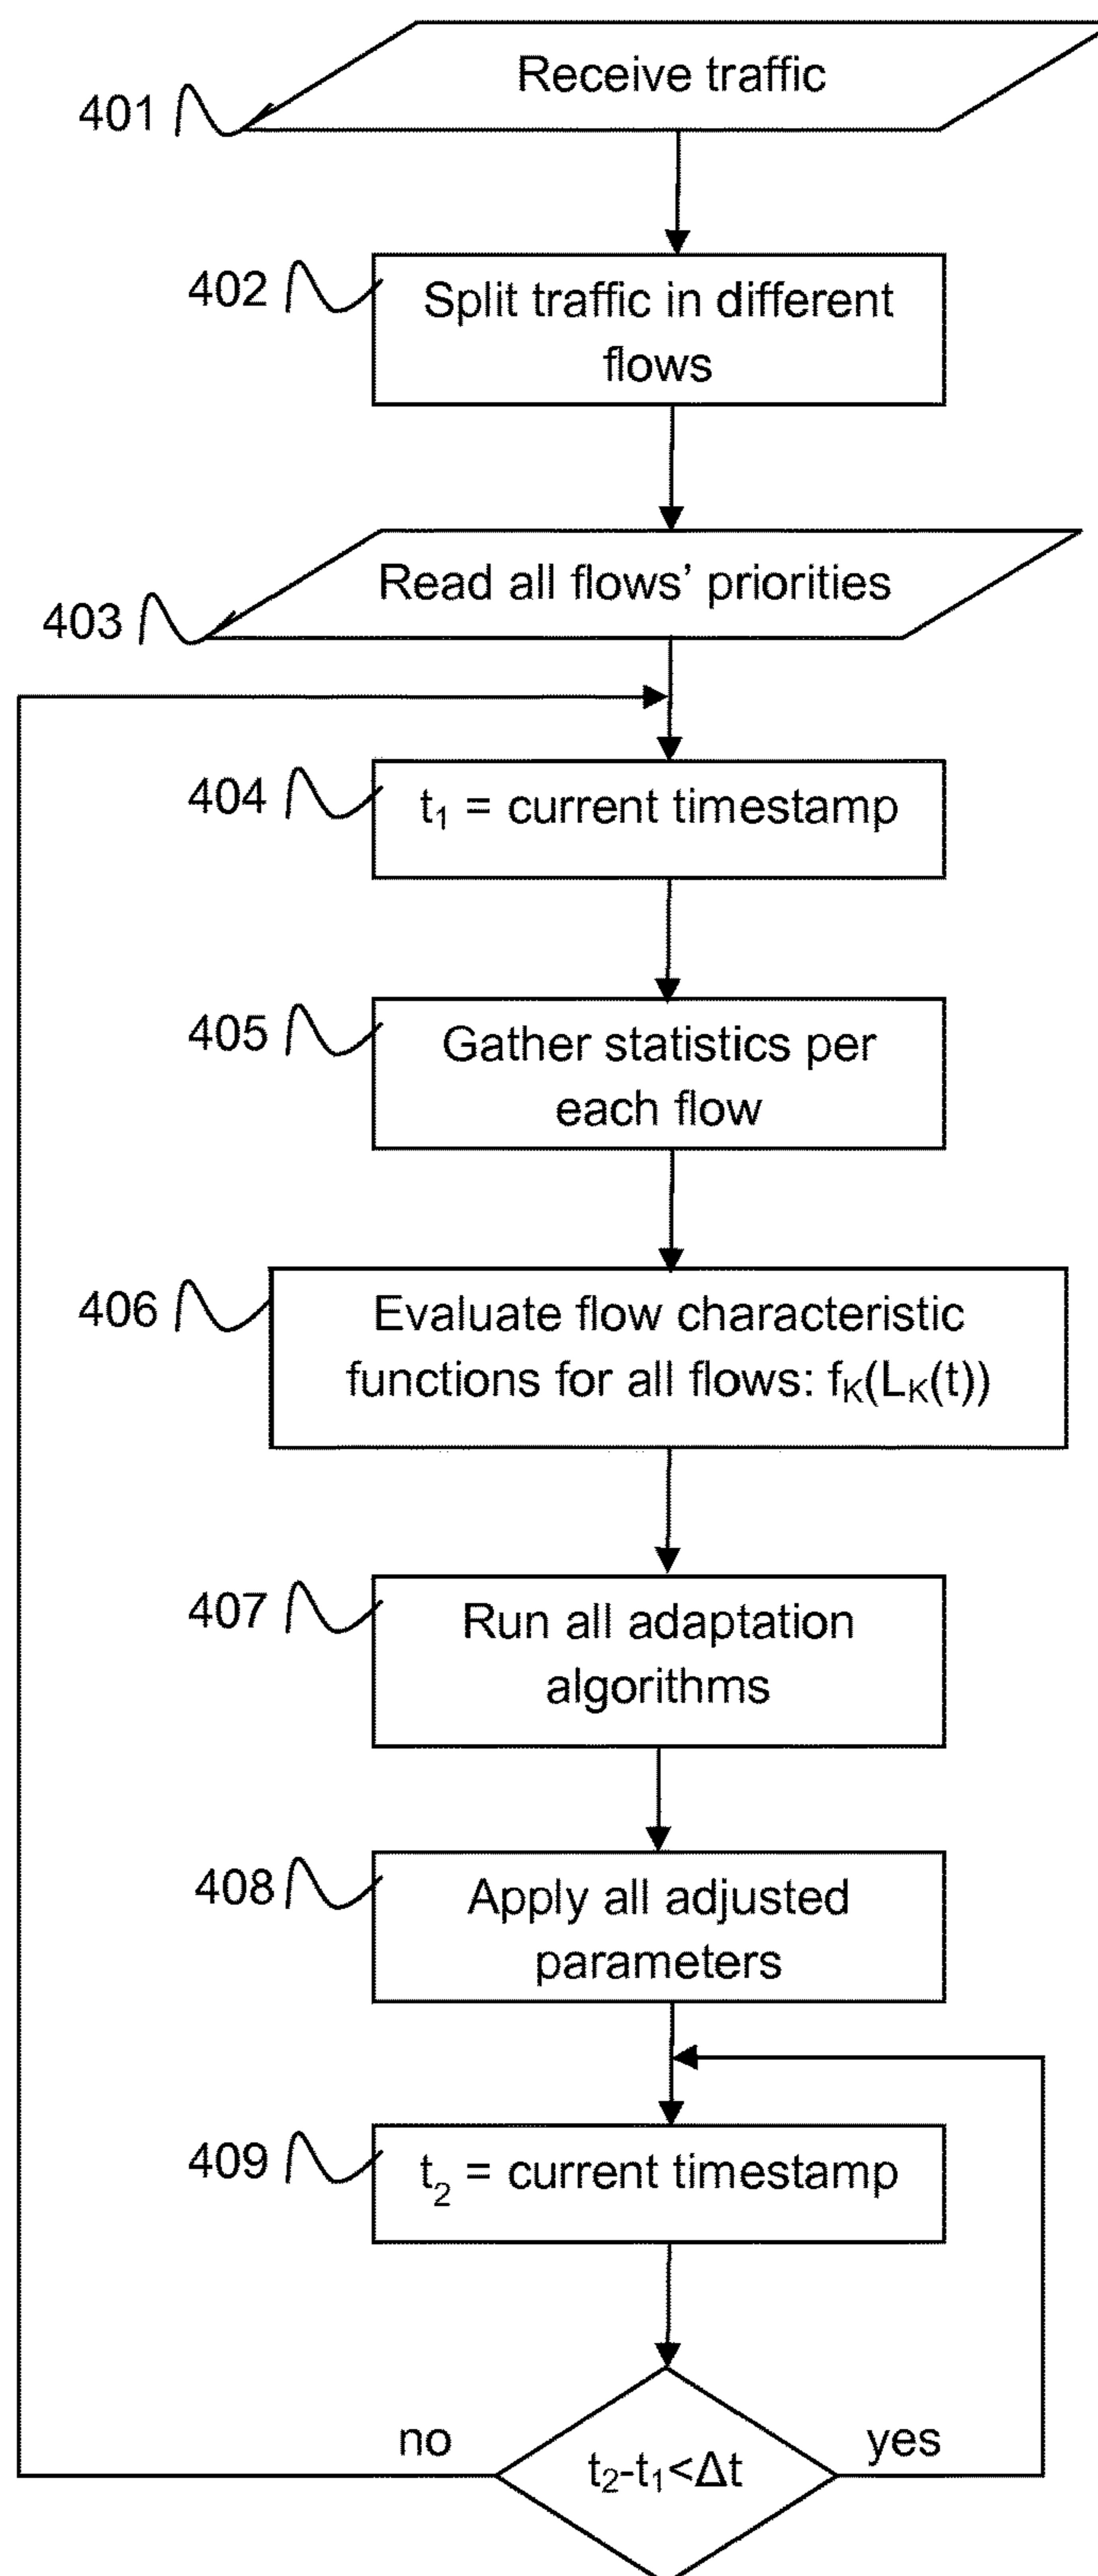 Receive traffic
401
402
Split traffic in different
flows
Read all flows’ priorities
403
404
t₁ = current timestamp
405
Gather statistics per
each flow
406
Evaluate flow characteristic
functions for all flows: fₖ(Lₖ(t))
407
Run all adaptation
algorithms
408
Apply all adjusted
parameters
409
t₂ = current timestamp
no
yes
t₂-t₁<Δt